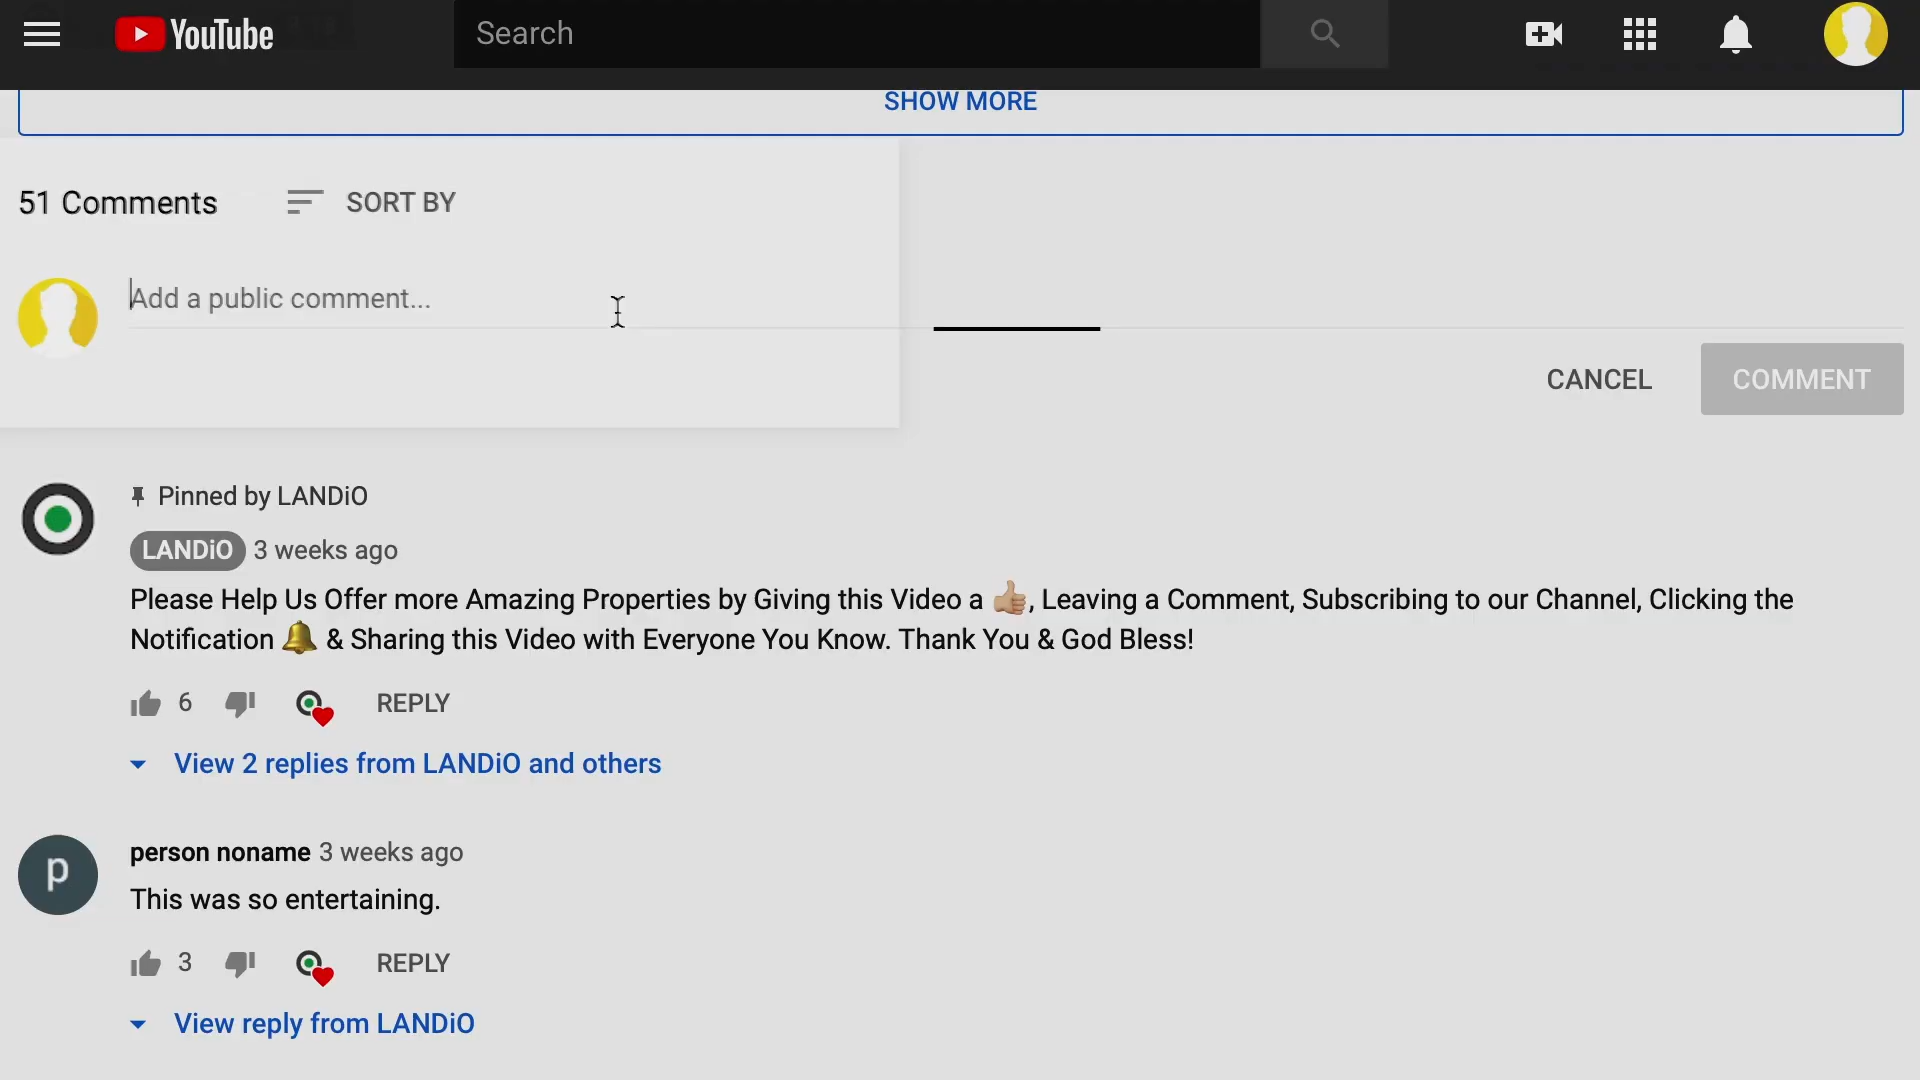 YouTube
Search
SHOW MORE
51 Comments
SORT BY
Add a public comment...
CANCEL
COMMENT
Pinned by LANDiO
LANDiO 3 weeks ago
Please Help Us Offer more Amazing Properties by Giving this Video a 👍🏼, Leaving a Comment, Subscribing to our Channel, Clicking the
Notification 🔔 & Sharing this Video with Everyone You Know. Thank You & God Bless!
6
REPLY
View 2 replies from LANDiO and others
p
person noname 3 weeks ago
This was so entertaining.
3
REPLY
View reply from LANDiO